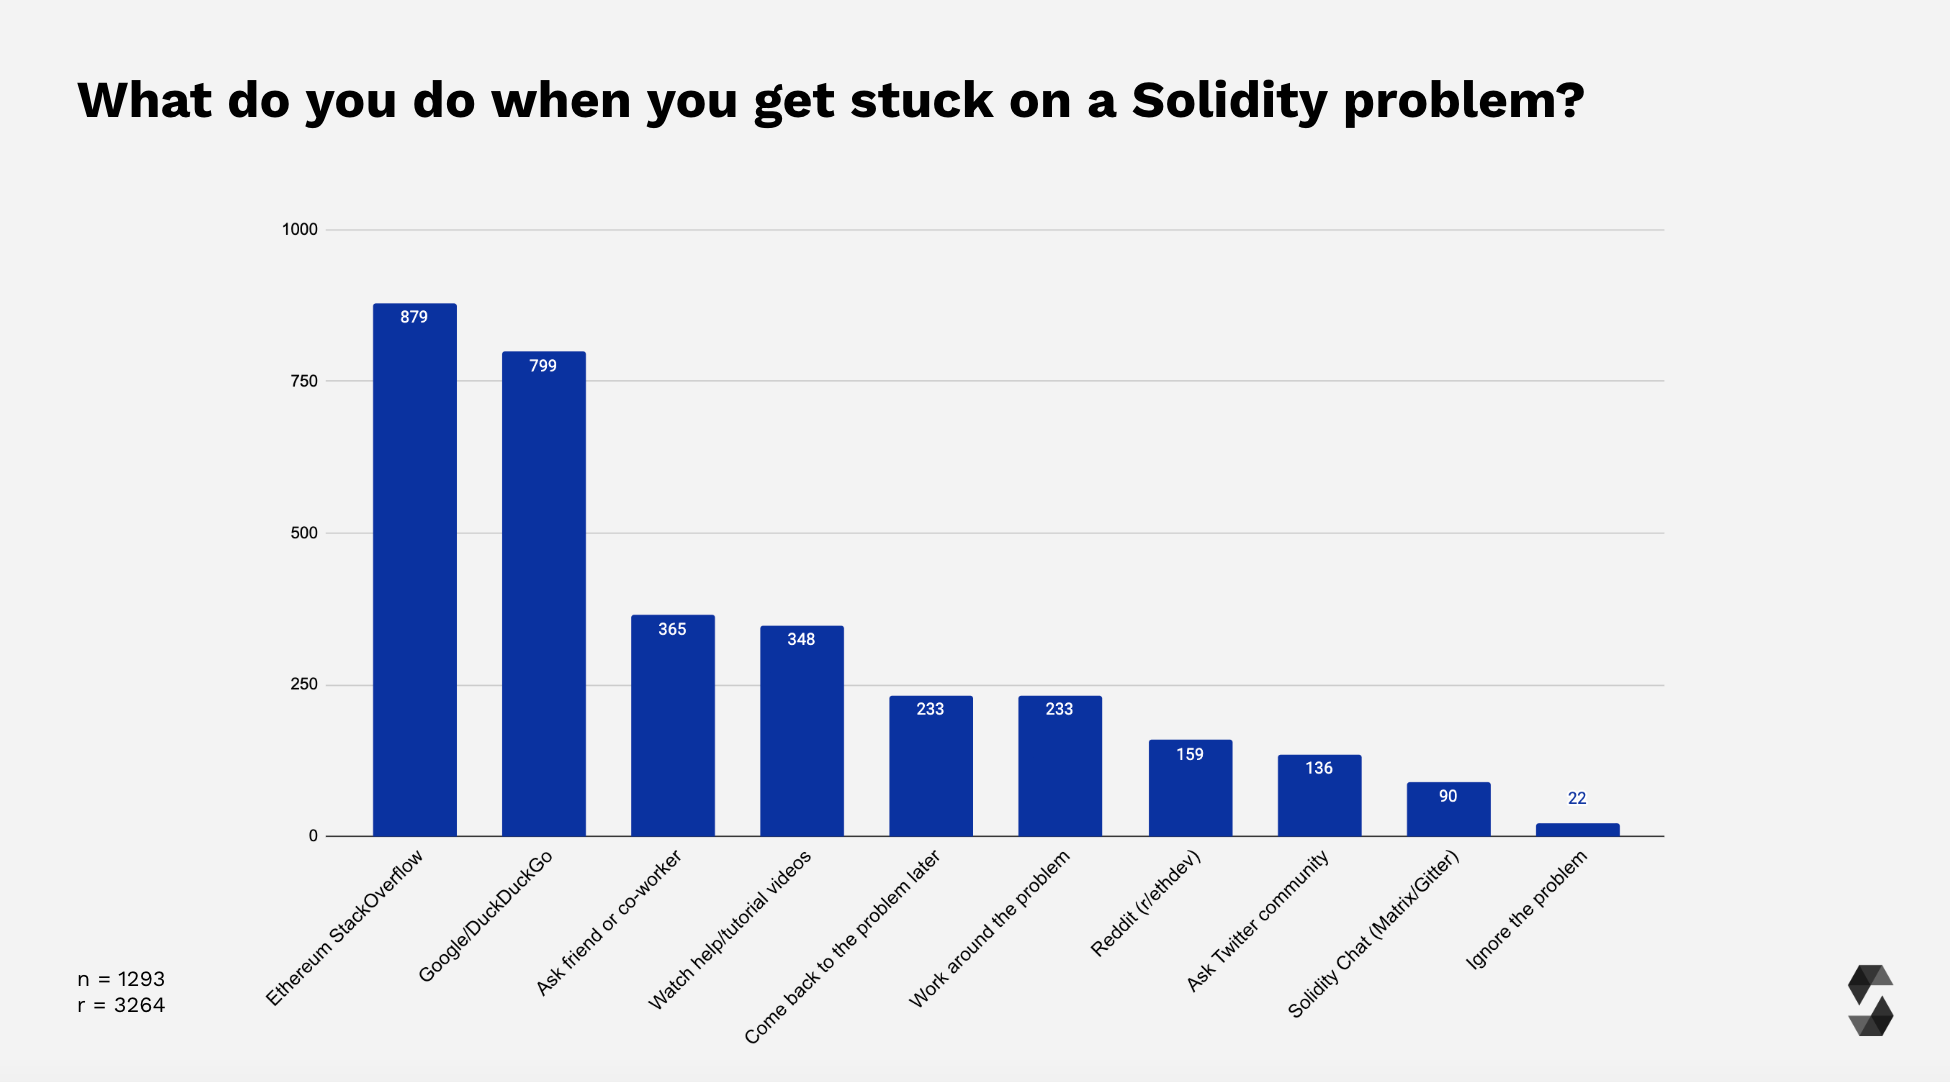 What do you do when you get stuck on a Solidity problem?
1000
750
500
250
0
879
799
365
348
233
233
159
136
90
22
Ethereum StackOverflow
Google/DuckDuckGo
Ask friend or co-worker
Watch help/tutorial videos
Come back to the problem later
Work around the problem
Reddit (r/ethdev)
Ask Twitter community
Solidity Chat (Matrix/Gitter)
Ignore the problem
n = 1293
r = 3264